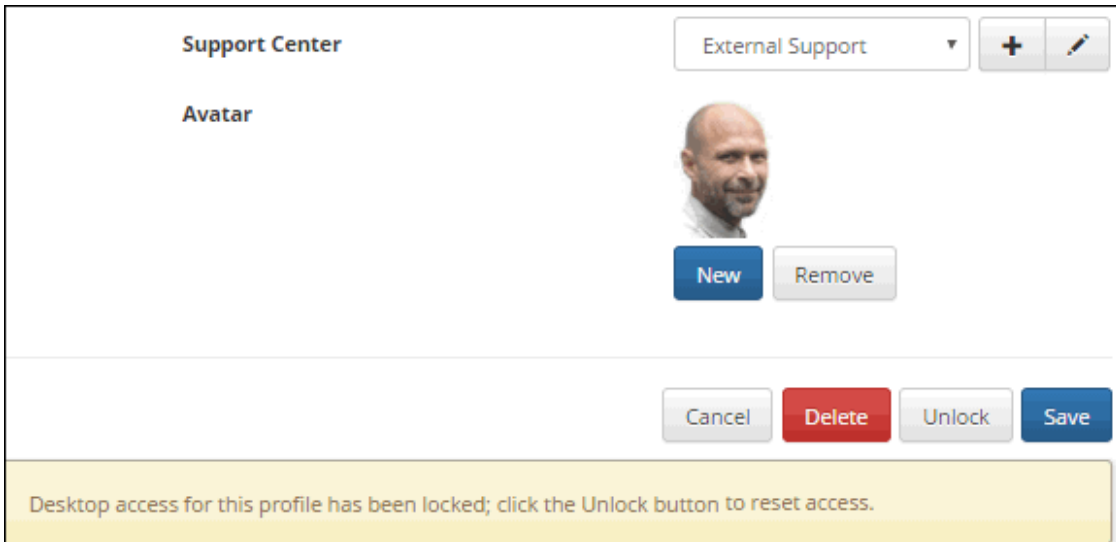 Support Center External Support
Avatar
New Remove
Cancel Delete Unlock Save
Desktop access for this profile has been locked; click the Unlock button to reset access.